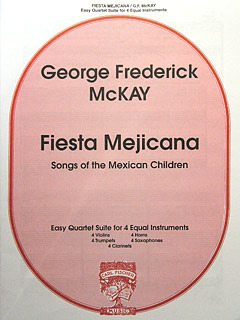 FIESTA MEJICANA / G.F. McKAY
Easy Quartet Suite for 4 Equal Instruments
George Frederick
McKAY
Fiesta Mejicana
Songs of the Mexican Children
Easy Quartet Suite for 4 Equal Instruments
4 Violins 4 Horns
4 Trumpets 4 Saxophones
4 Clarinets
CARL FISCHER
MUSIC